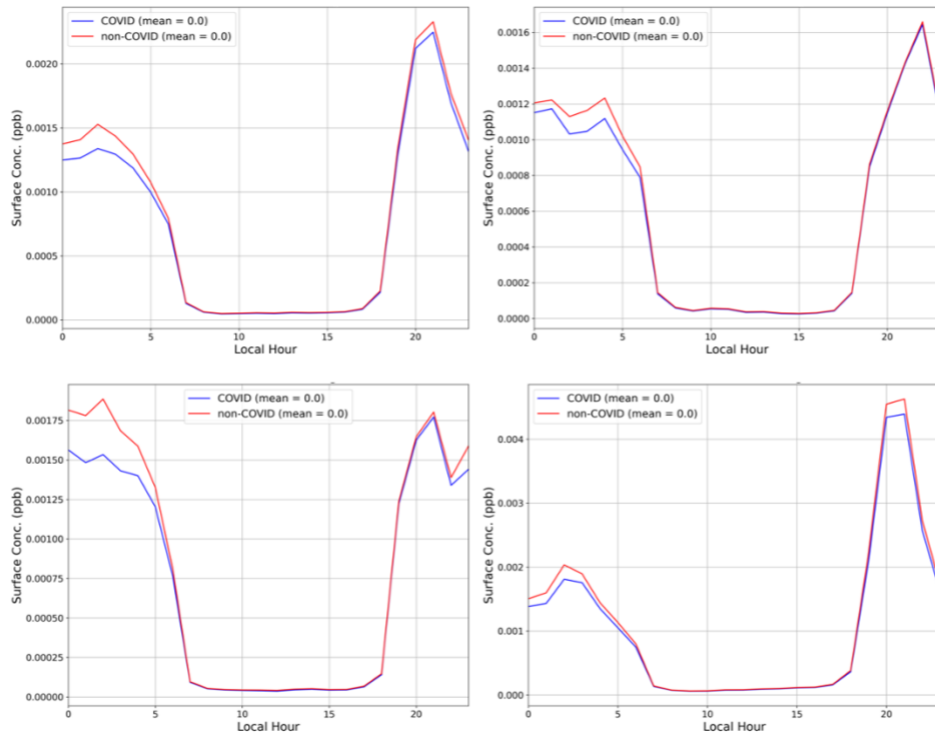 COVID (mean = 0.0)
non-COVID (mean = 0.0)
Surface Conc. (ppb)
0.0020
0.0015
0.0010
0.0005
0.0000
0 5 10 15 20
Local Hour
COVID (mean = 0.0)
non-COVID (mean = 0.0)
Surface Conc. (ppb)
0.0016
0.0014
0.0012
0.0010
0.0008
0.0006
0.0004
0.0002
0.0000
0 5 10 15 20
Local Hour
COVID (mean = 0.0)
non-COVID (mean = 0.0)
Surface Conc. (ppb)
0.00175
0.00150
0.00125
0.00100
0.00075
0.00050
0.00025
0.00000
0 5 10 15 20
Local Hour
COVID (mean = 0.0)
non-COVID (mean = 0.0)
Surface Conc. (ppb)
0.004
0.003
0.002
0.001
0.000
0 5 10 15 20
Local Hour